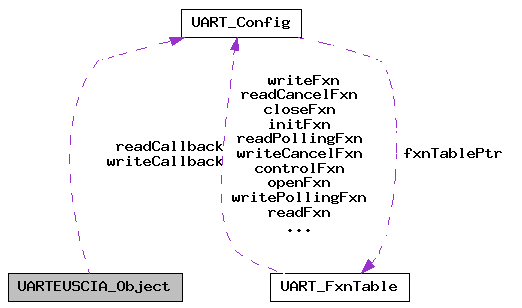 UART_Config
writeFxn
readCancelFxn
closeFxn
initFxn
readPollingFxn
writeCancelFxn
controlFxn
openFxn
writePollingFxn
readFxn
...
readCallback
writeCallback
fxnTablePtr
UARTEUSCIA_Object
UART_FxnTable